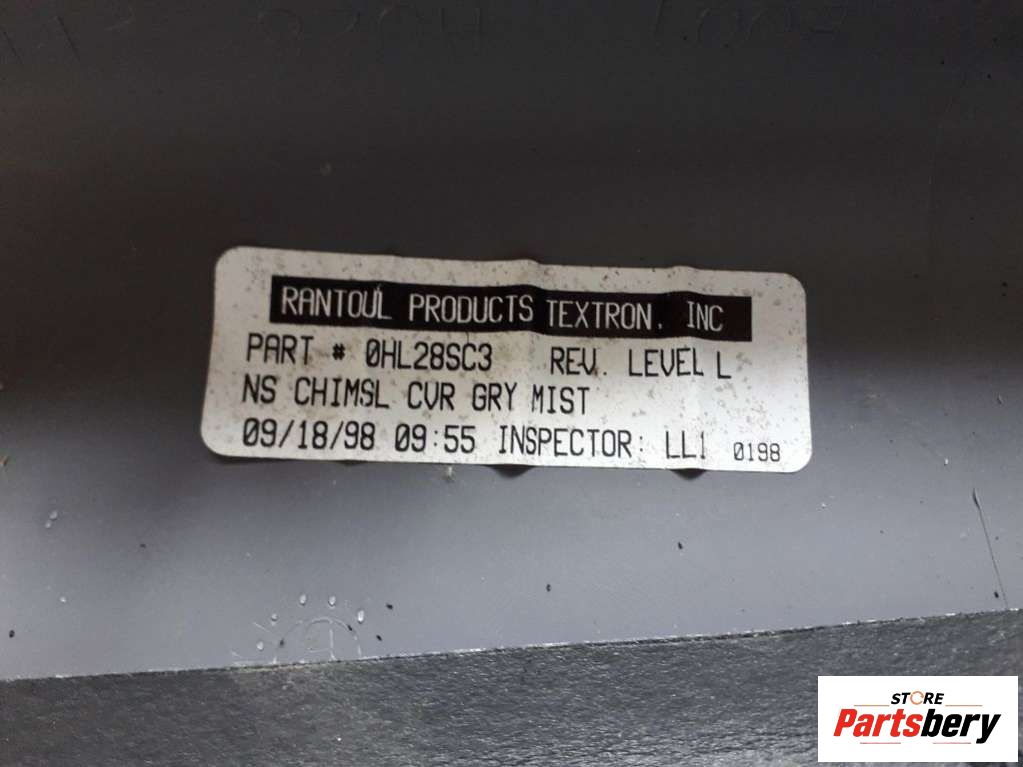 RANTOUL PRODUCTS TEXTRON, INC
PART # 0HL28SC3 REV. LEVEL L
NS CHIMSL CVR GRY MIST
09/18/98 09:55 INSPECTOR: LL1 0198
STORE
Partsbery